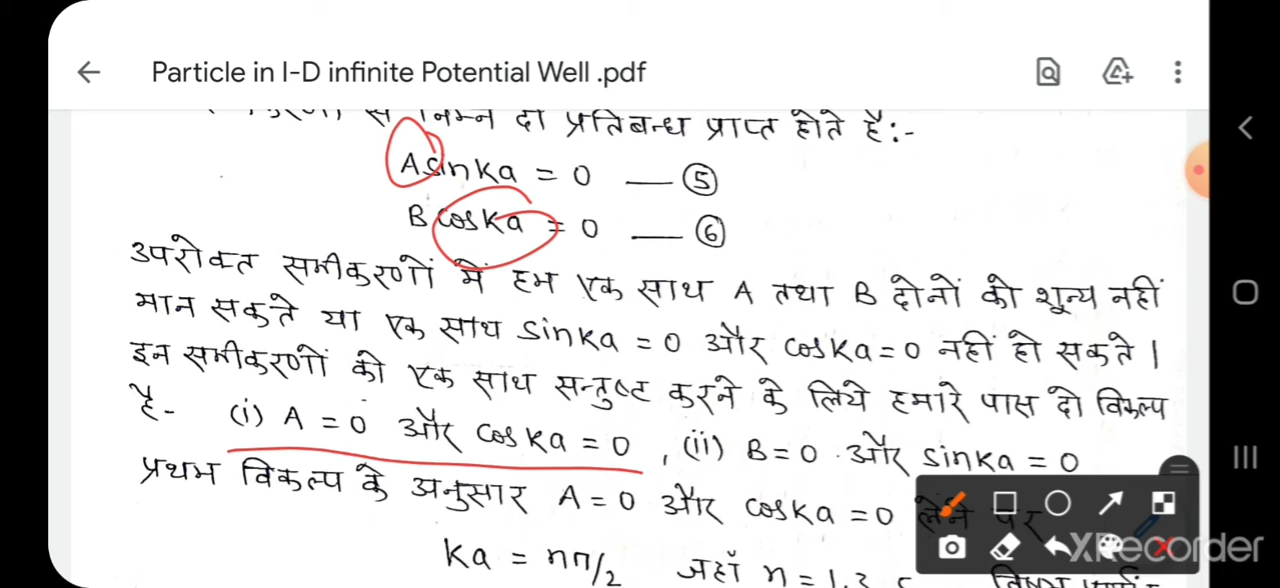 Particle in I-D infinite Potential Well .pdf
से निम्न दो प्रतिबन्ध प्राप्त होते है:-
A sinka = 0 — ⑤
B coska = 0 — ⑥
उपरोक्त समीकरणों में हम एक साथ A तथा B दोनों को शून्य नहीं
मान सकते या एक साथ sinka = 0 और coska = 0 नहीं हो सकते।
इन समीकरणों को एक साथ सन्तुष्ट करने के लिये हमारे पास दो विकल्प
है- (i) A = 0 और coska = 0, (ii) B = 0 और sinka = 0
प्रथम विकल्प के अनुसार A = 0 और coska = 0 लेने पर
ka = nπ/2 जहाँ n = 1,3
XRecorder